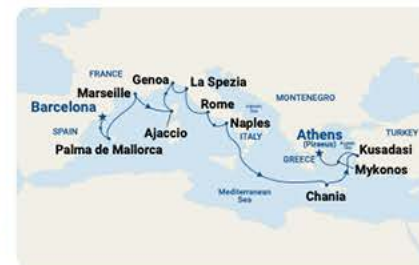 FRANCE
Genoa
Marseille
La Spezia
Barcelona
Rome
MONTENEGRO
SPAIN
Ajaccio
Naples
ITALY
Palma de Mallorca
Athens
(Piraeus)
TURKEY
GREECE
Kusadasi
Mykonos
Mediterranean
Sea
Chania